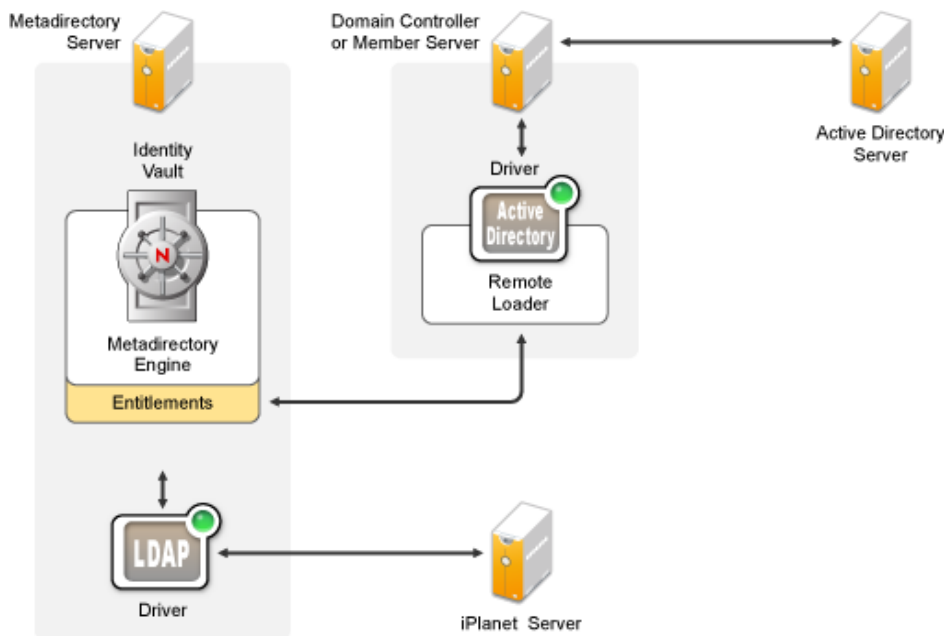 Metadirectory
Server
Identity
Vault
N
Metadirectory
Engine
Entitlements
LDAP
Driver
Domain Controller
or Member Server
Driver
Active
Directory
Remote
Loader
Active Directory
Server
iPlanet Server